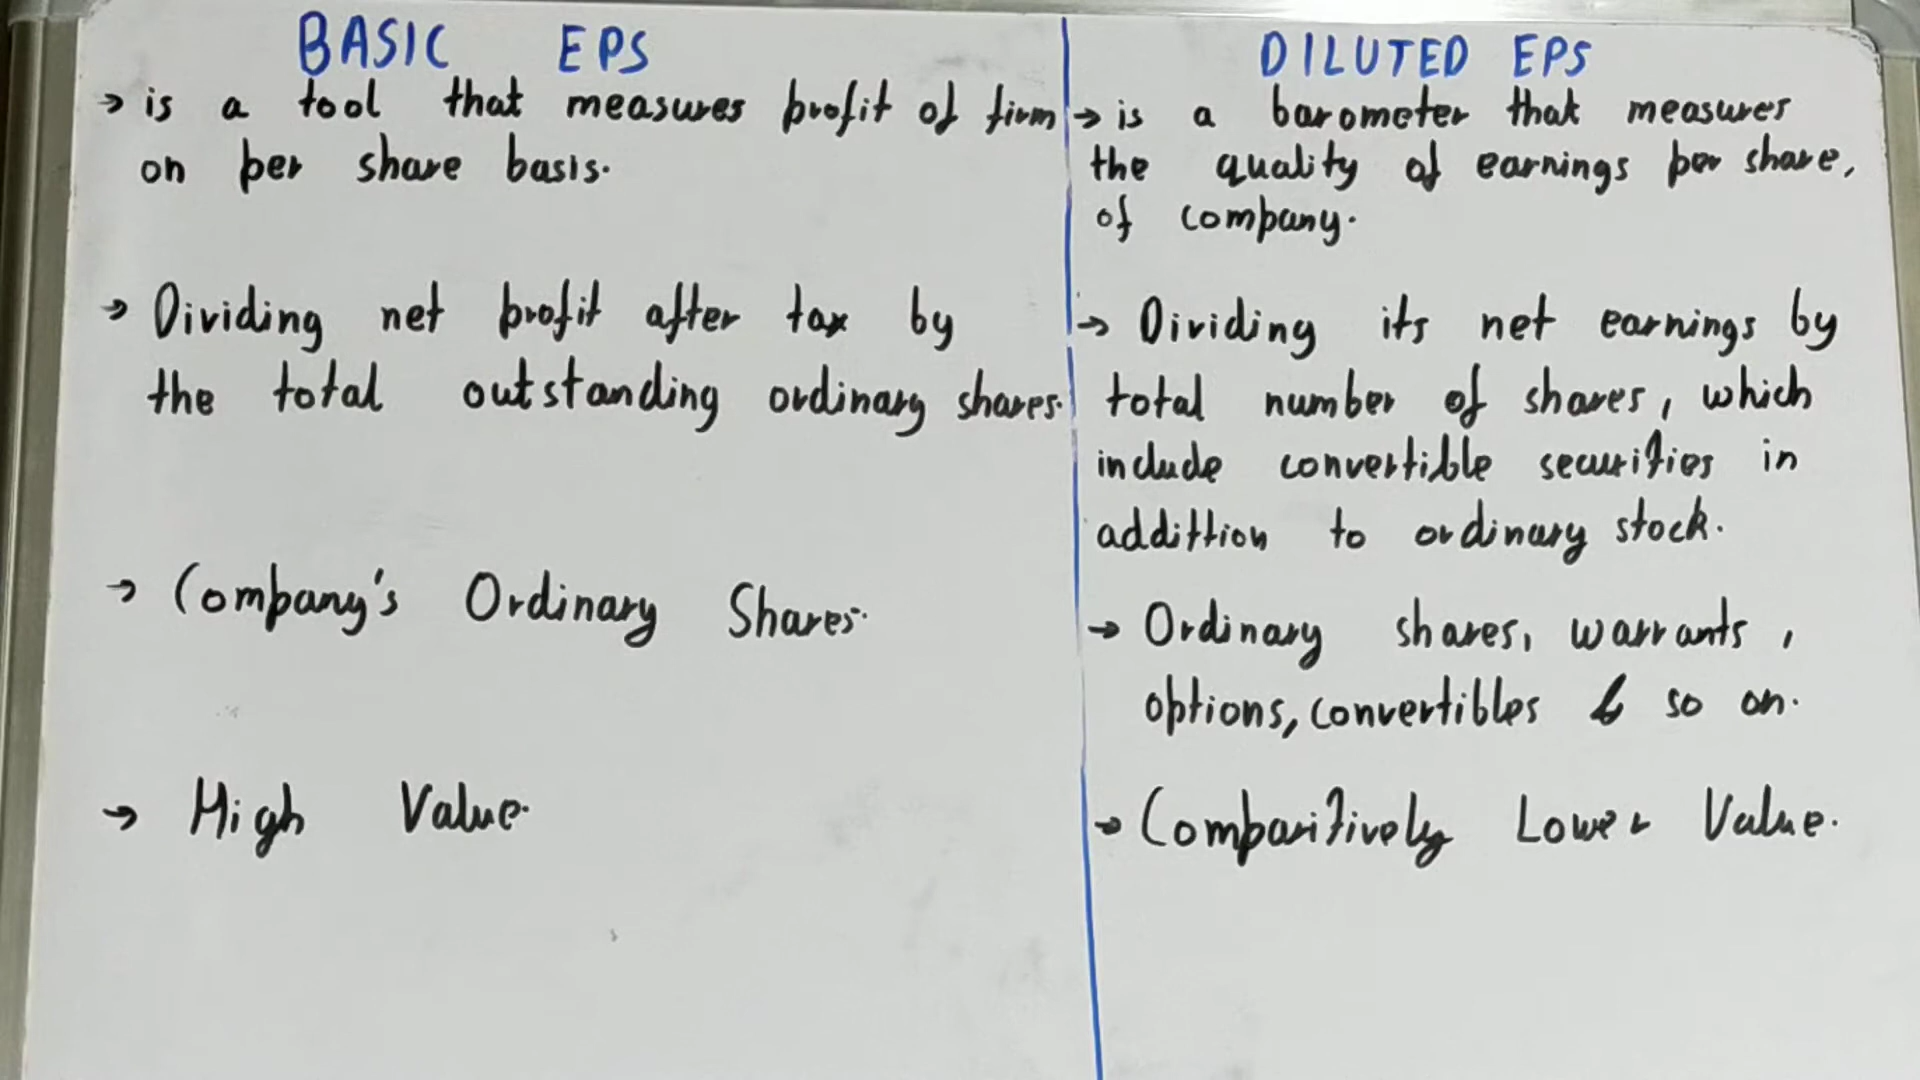 BASIC EPS
→ is a tool that measures profit of firm
on per share basis.
→ Dividing net profit after tax by
the total outstanding ordinary shares.
→ Company's Ordinary Shares.
→ High Value.
DILUTED EPS
→ is a barometer that measures
the quality of earnings per share,
of company.
→ Dividing its net earnings by
total number of shares, which
include convertible securities in
addittion to ordinary stock.
→ Ordinary shares, warrants,
options, convertibles & so on.
→ Comparitively Lower Value.